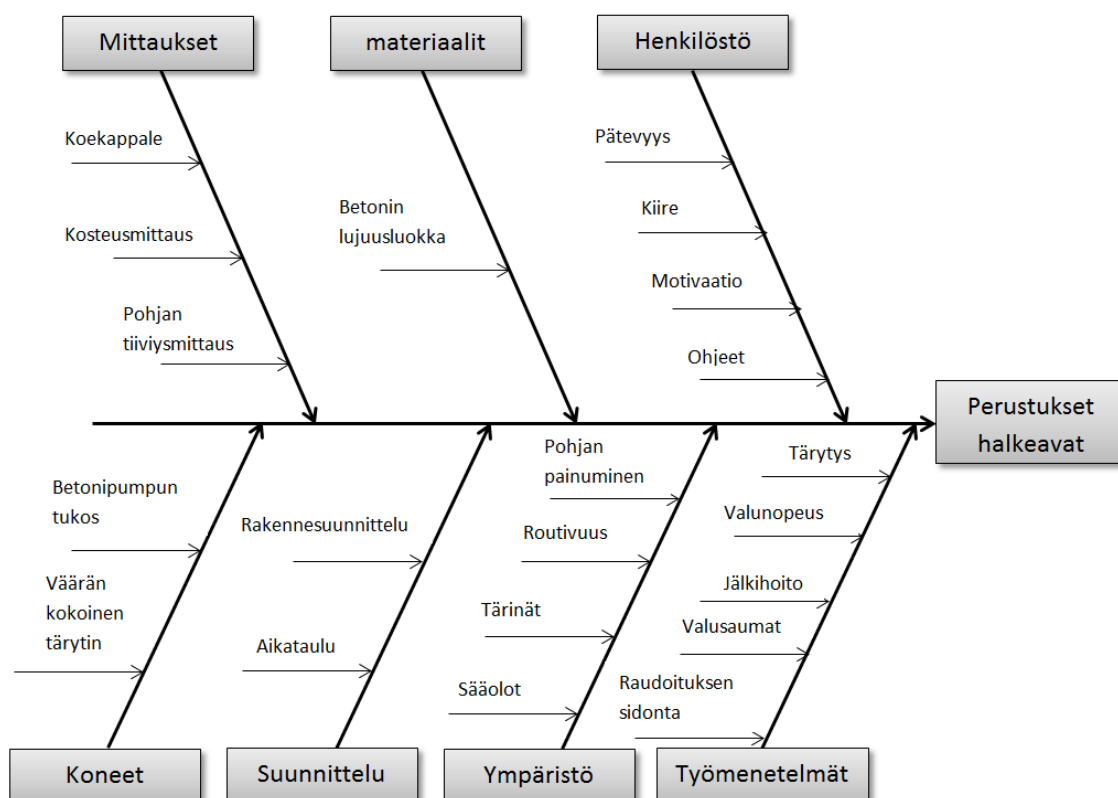 Mittaukset
materiaalit
Henkilöstö
Koekappale
Kosteusmittaus
Pohjan
tiiviysmittaus
Betonin
lujuusluokka
Pätevyys
Kiire
Motivaatio
Ohjeet
Perustukset
halkeavat
Betonipumpun
tukos
Väärän
kokoinen
tärytin
Rakennesuunnittelu
Aikataulu
Pohjan
painuminen
Routivuus
Tärinät
Sääolot
Tärytys
Valunopeus
Jälkihoito
Valusaumat
Raudoituksen
sidonta
Koneet
Suunnittelu
Ympäristö
Työmenetelmät